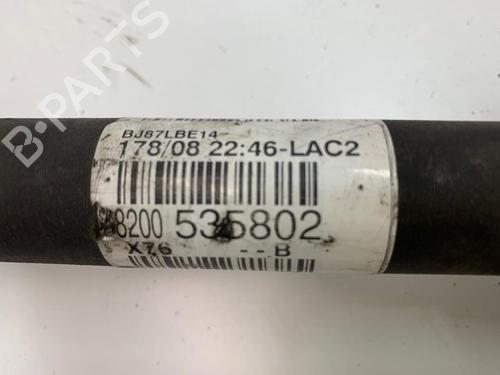 BJ87LBE14
178/08 22:46-LAC2
8200 535802
X76 --B
B-PARTS